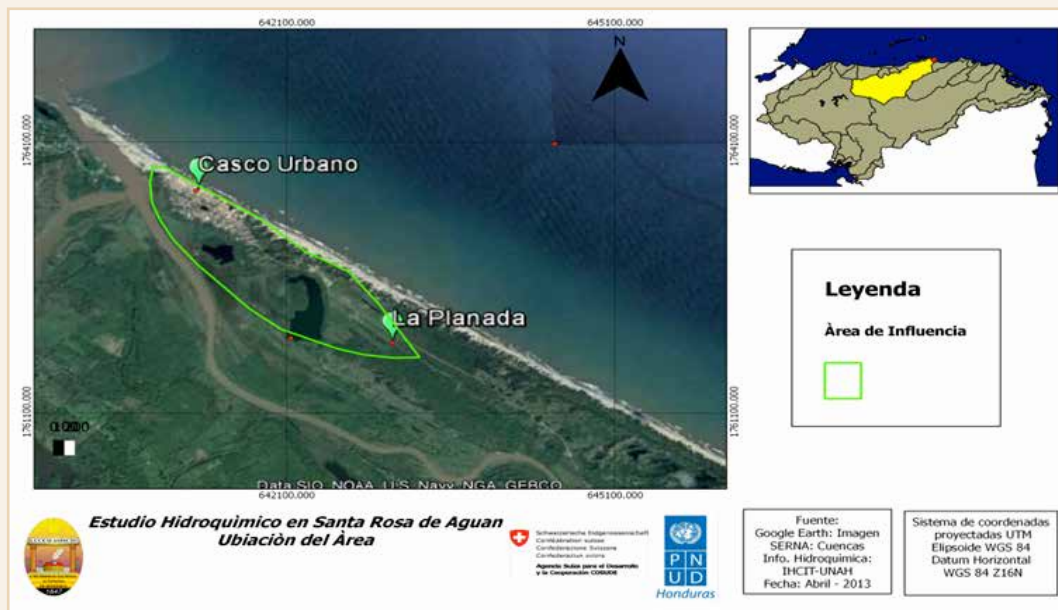 642100.000
645100.000
1764100.000
1764100.000
N
Casco Urbano
La Planada
1761100.000
1761100.000
Data SIO, NOAA, U.S. Navy, NGA, GEBCO
642100.000
645100.000
Leyenda
Àrea de Influencia
Estudio Hidroquìmico en Santa Rosa de Aguan
Ubiaciòn del Àrea
1847
Schweizerische Eidgenossenschaft
Confédération suisse
Confederazione Svizzera
Confederaziun svizra
Agencia Suiza para el Desarrollo
y la Cooperación COSUDE
P N
U D
Honduras
Fuente:
Google Earth: Imagen
SERNA: Cuencas
Info. Hidroquimica:
IHCIT-UNAH
Fecha: Abril - 2013
Sistema de coordenadas
proyectadas UTM
Elipsoide WGS 84
Datum Horizontal
WGS 84 Z16N